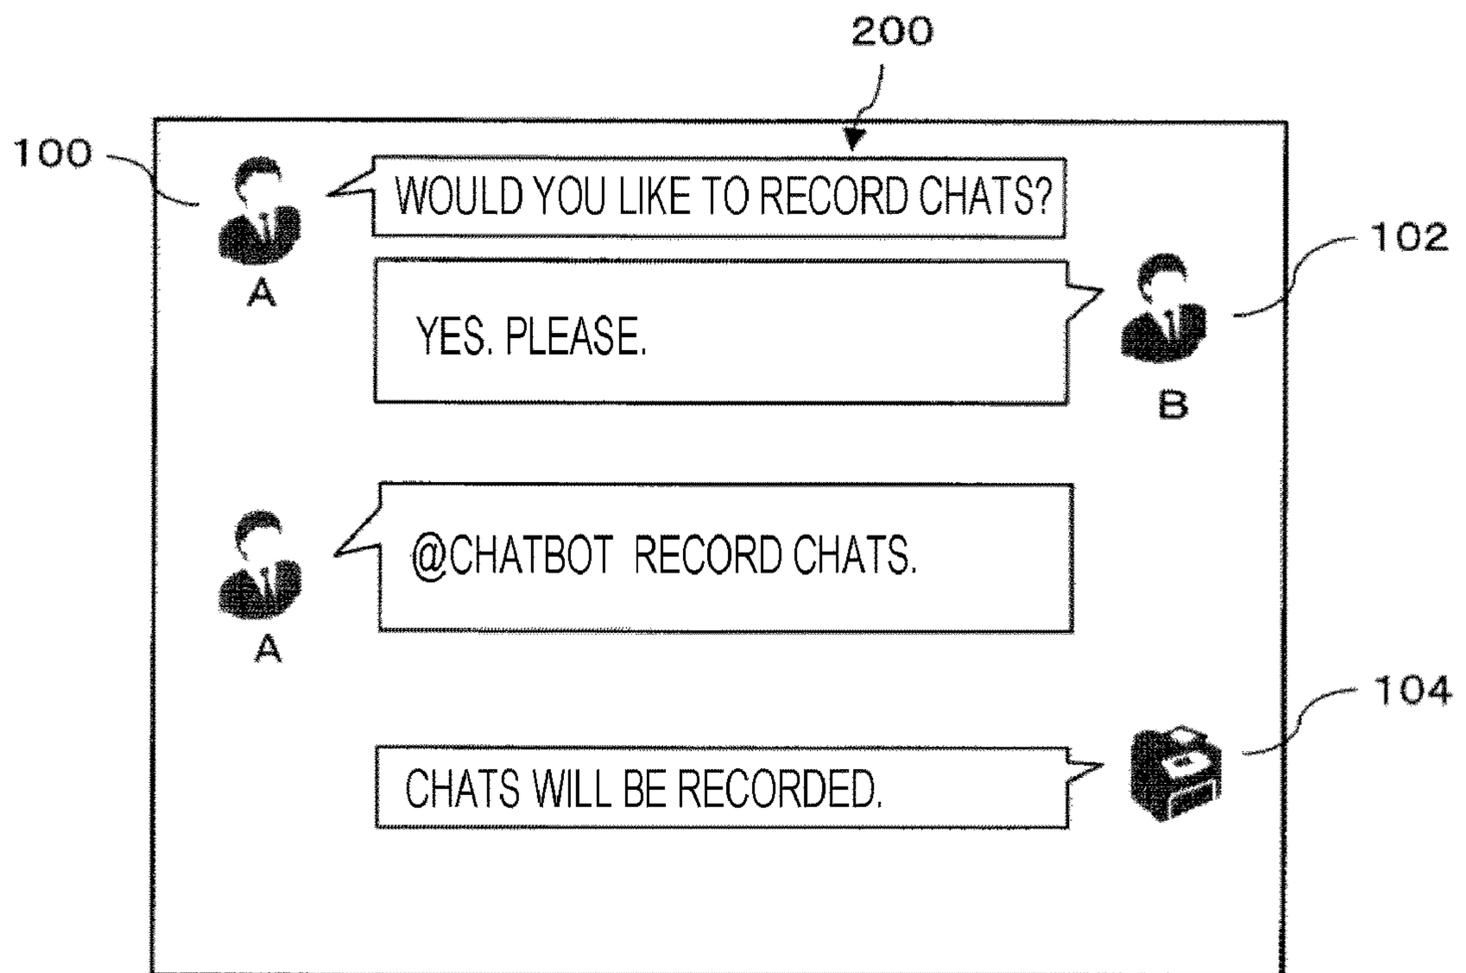 200
100
WOULD YOU LIKE TO RECORD CHATS?
A
102
YES. PLEASE.
B
@CHATBOT RECORD CHATS.
A
104
CHATS WILL BE RECORDED.